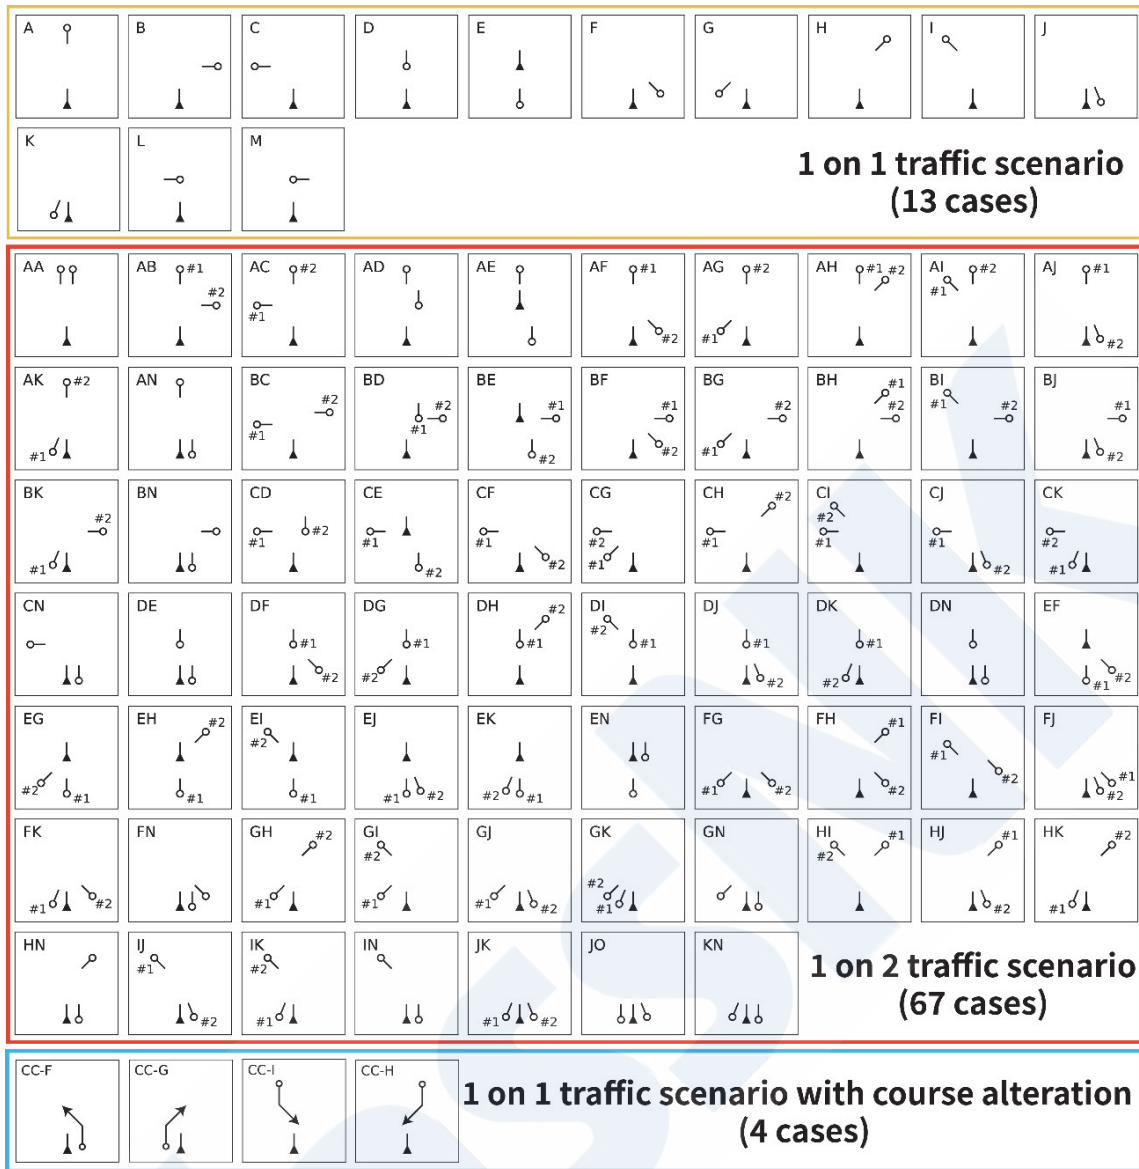 A B C D E F G H I J
K L M
1 on 1 traffic scenario
(13 cases)
AA
AB #1 #2
AC #2 #1
AD
AE
AF #1 #2
AG #2 #1
AH #1 #2
AI #2 #1
AJ #1 #2
AK #2 #1
AN
BC #2 #1
BD #2 #1
BE #1 #2
BF #1 #2
BG #2 #1
BH #1 #2
BI #1 #2
BJ #1 #2
BK #2 #1
BN
CD #1 #2
CE #1 #2
CF #1 #2
CG #2 #1
CH #2 #1
CI #2 #1
CJ #1 #2
CK #2 #1
CN
DE
DF #1 #2
DG #1 #2
DH #2 #1
DI #2 #1
DJ #1 #2
DK #1 #2
DN
EF #2 #1
EG #2 #1
EH #2 #1
EI #2 #1
EJ #1 #2
EK #2 #1
EN
FG #1 #2
FH #1 #2
FI #1 #2
FJ #1 #2
FK #1 #2
FN
GH #2 #1
GI #2 #1
GJ #1 #2
GK #2 #1
GN
HI #1 #2
HJ #1 #2
HK #2 #1
HN
IJ #1 #2
IK #2 #1
IN
JK #1 #2
JO
KN
1 on 2 traffic scenario
(67 cases)
CC-F CC-G CC-I CC-H
1 on 1 traffic scenario with course alteration
(4 cases)